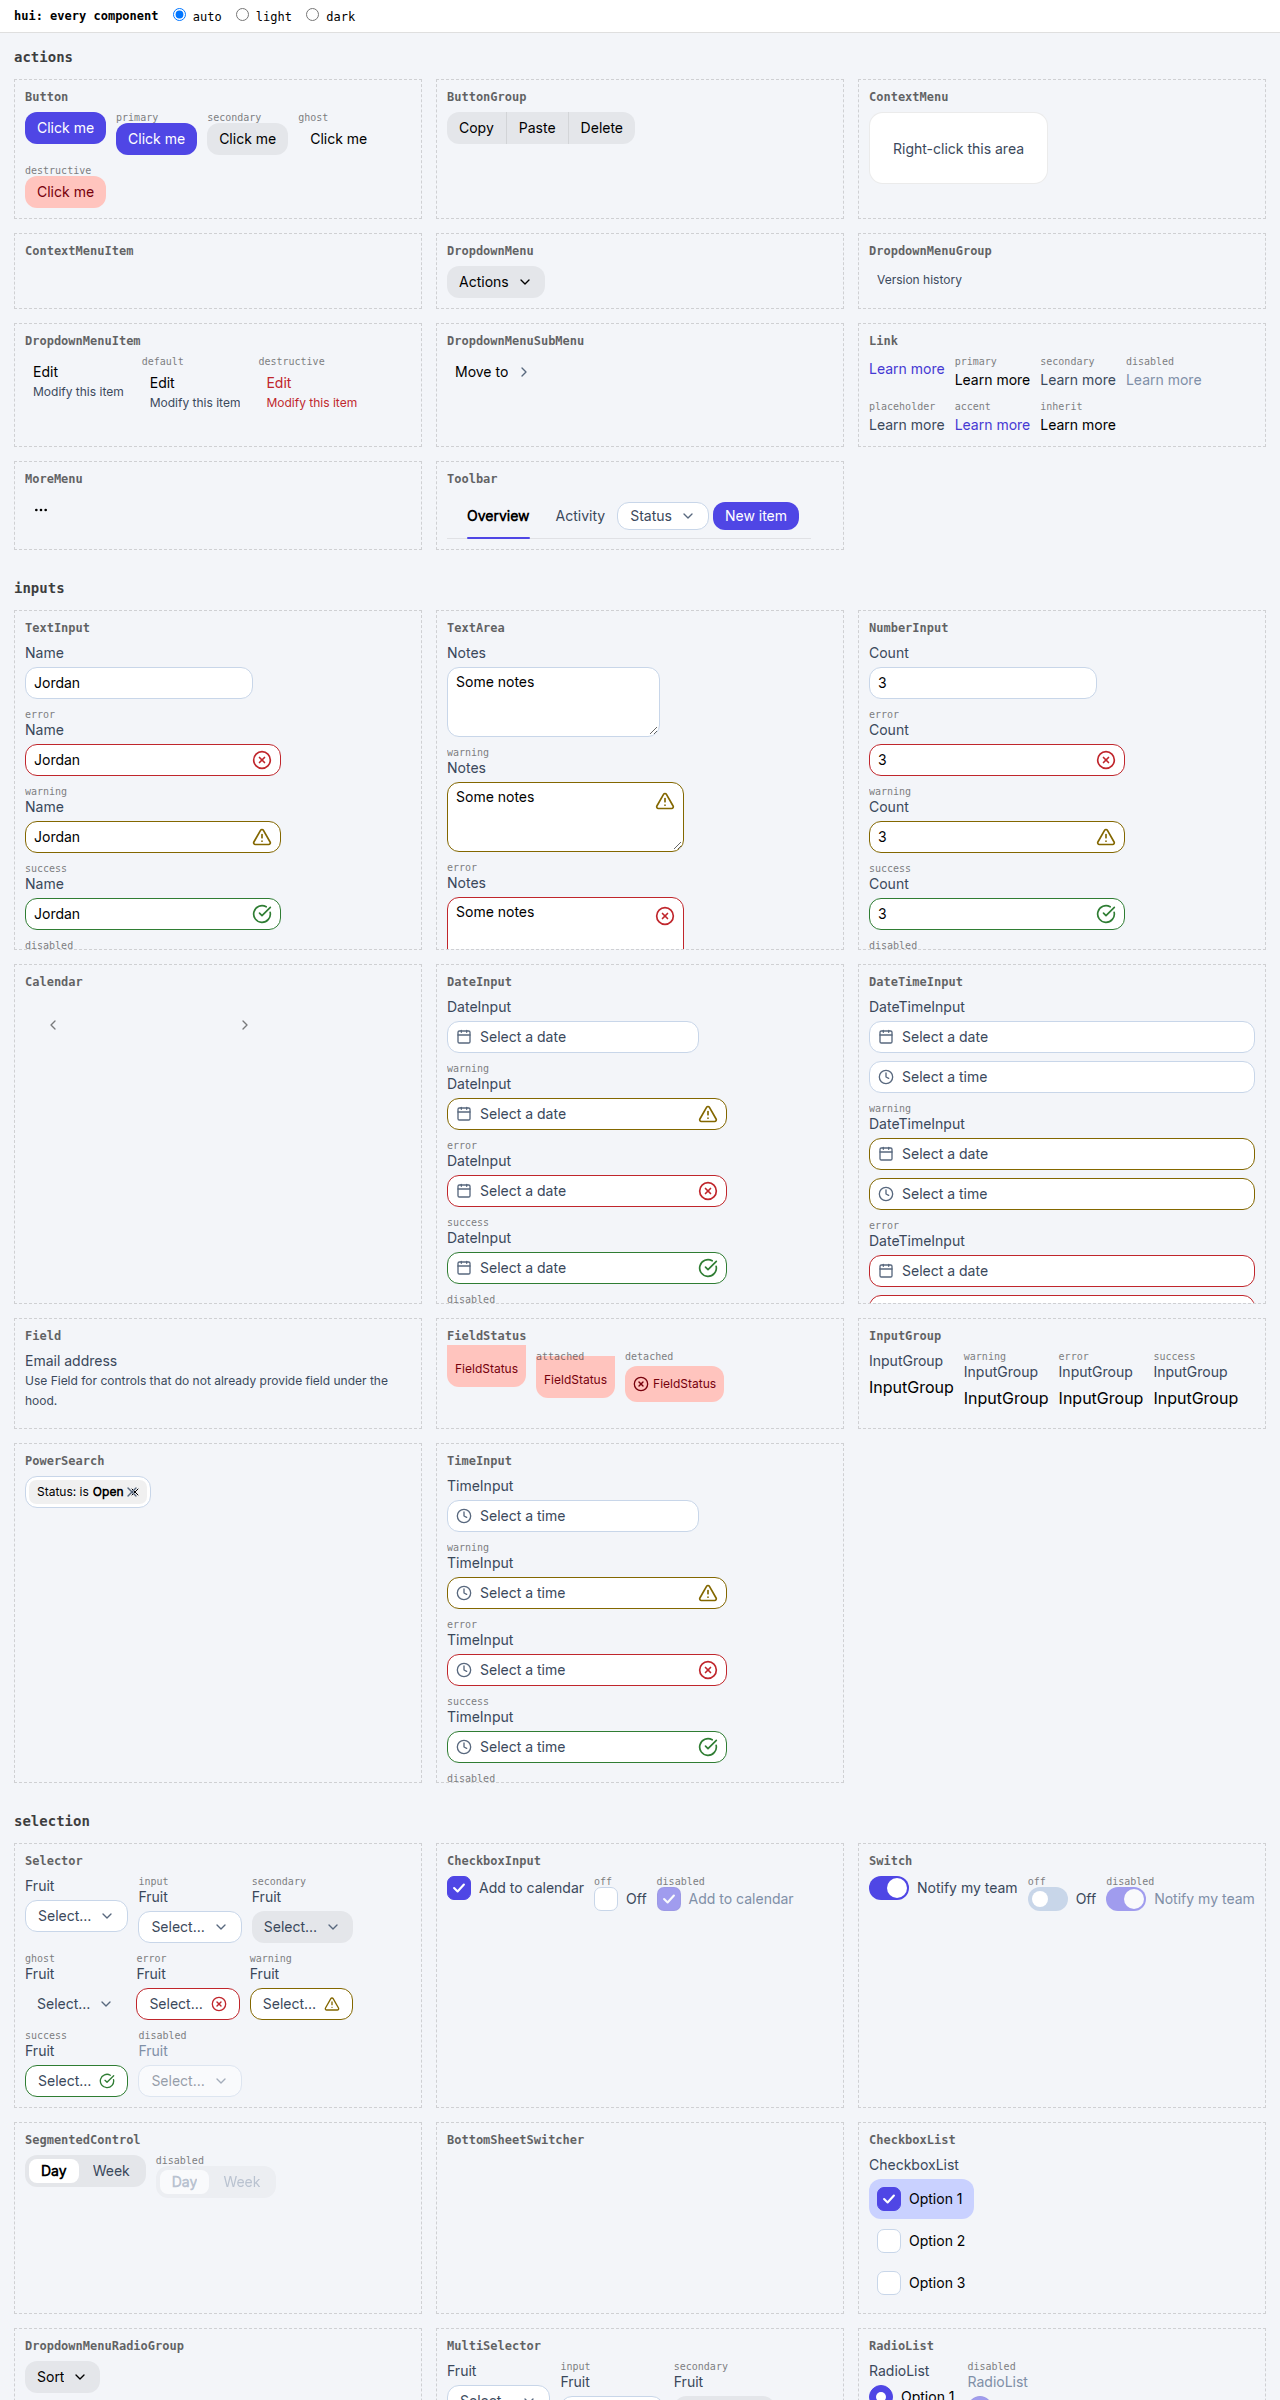 hui: every component auto light dark
actions
Button
primary secondary ghost
Click me Click me Click me Click me
destructive
Click me
ButtonGroup
Copy Paste Delete
ContextMenu
Right-click this area
ContextMenuItem
DropdownMenu
Actions
DropdownMenuGroup
Version history
DropdownMenuItem
default destructive
Edit Edit Edit
Modify this item Modify this item Modify this item
DropdownMenuSubMenu
Move to
Link
primary secondary disabled
Learn more Learn more Learn more Learn more
placeholder accent inherit
Learn more Learn more Learn more
MoreMenu
Toolbar
Overview Activity Status New item
inputs
TextInput
Name
Jordan
error
Name
Jordan
warning
Name
Jordan
success
Name
Jordan
disabled
TextArea
Notes
Some notes
warning
Notes
Some notes
error
Notes
Some notes
NumberInput
Count
3
error
Count
3
warning
Count
3
success
Count
3
disabled
Calendar
DateInput
DateInput
Select a date
warning
DateInput
Select a date
error
DateInput
Select a date
success
DateInput
Select a date
disabled
DateTimeInput
DateTimeInput
Select a date
Select a time
warning
DateTimeInput
Select a date
Select a time
error
DateTimeInput
Select a date
Field
Email address
Use Field for controls that do not already provide field under the
hood.
FieldStatus
attached detached
FieldStatus FieldStatus FieldStatus
InputGroup
warning error success
InputGroup InputGroup InputGroup InputGroup
InputGroup InputGroup InputGroup InputGroup
PowerSearch
Status: is Open
TimeInput
TimeInput
Select a time
warning
TimeInput
Select a time
error
TimeInput
Select a time
success
TimeInput
Select a time
disabled
selection
Selector
input secondary
Fruit Fruit Fruit
Select... Select... Select...
ghost error warning
Fruit Fruit Fruit
Select... Select... Select...
success disabled
Fruit Fruit
Select... Select...
CheckboxInput
off disabled
Add to calendar Off Add to calendar
Switch
off disabled
Notify my team Off Notify my team
SegmentedControl
disabled
Day Week Day Week
BottomSheetSwitcher
CheckboxList
CheckboxList
Option 1
Option 2
Option 3
DropdownMenuRadioGroup
Sort
MultiSelector
input secondary
Fruit Fruit Fruit
Select...
RadioList
disabled
RadioList RadioList
Option 1